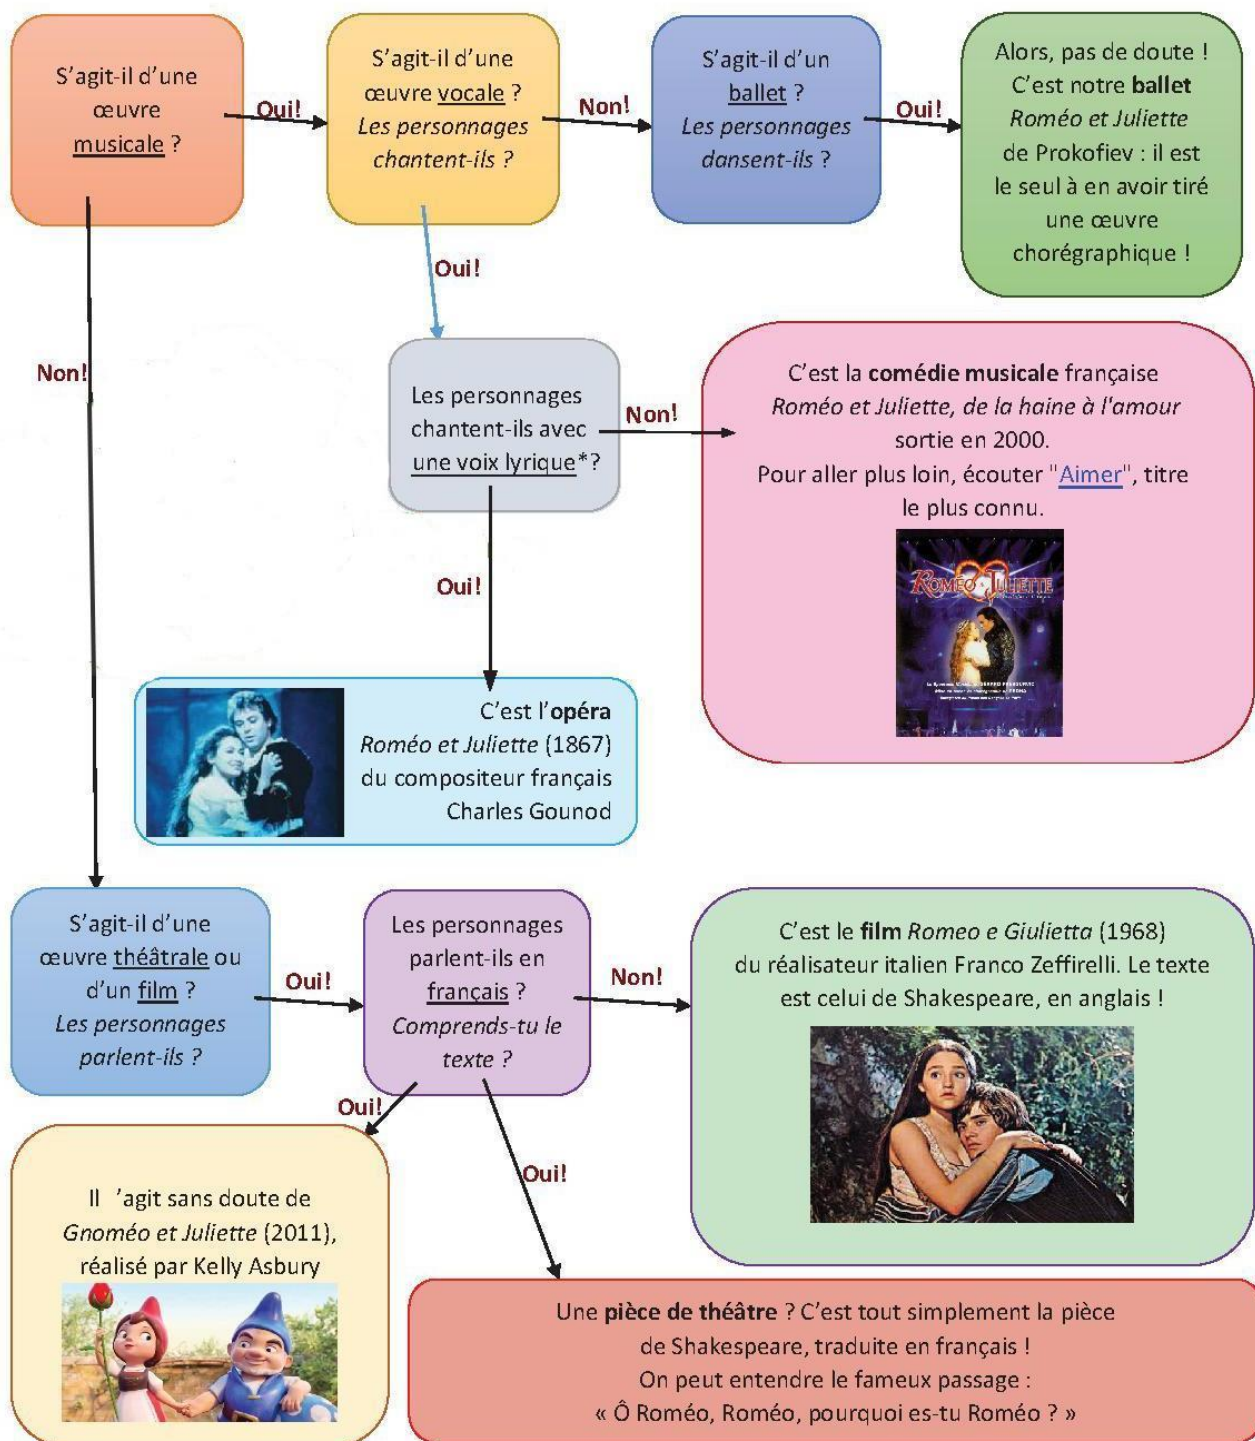 S'agit-il d'une
œuvre
musicale ?
Oui!
S'agit-il d'une
œuvre vocale ?
Les personnages
chantent-ils ?
Non!
S'agit-il d'un
ballet ?
Les personnages
dansent-ils ?
Oui!
Alors, pas de doute !
C'est notre ballet
Roméo et Juliette
de Prokofiev : il est
le seul à en avoir tiré
une œuvre
chorégraphique !
Oui!
Non!
Les personnages
chantent-ils avec
une voix lyrique*?
Non!
C'est la comédie musicale française
Roméo et Juliette, de la haine à l'amour
sortie en 2000.
Pour aller plus loin, écouter "Aimer", titre
le plus connu.
ROMÉO & JULIETTE
Oui!
C'est l'opéra
Roméo et Juliette (1867)
du compositeur français
Charles Gounod
S'agit-il d'une
œuvre théâtrale ou
d'un film ?
Les personnages
parlent-ils ?
Oui!
Les personnages
parlent-ils en
français ?
Comprends-tu le
texte ?
Non!
C'est le film Romeo e Giulietta (1968)
du réalisateur italien Franco Zeffirelli. Le texte
est celui de Shakespeare, en anglais !
Oui!
Oui!
Il 'agit sans doute de
Gnoméo et Juliette (2011),
réalisé par Kelly Asbury
Une pièce de théâtre ? C'est tout simplement la pièce
de Shakespeare, traduite en français !
On peut entendre le fameux passage :
« Ô Roméo, Roméo, pourquoi es-tu Roméo ? »